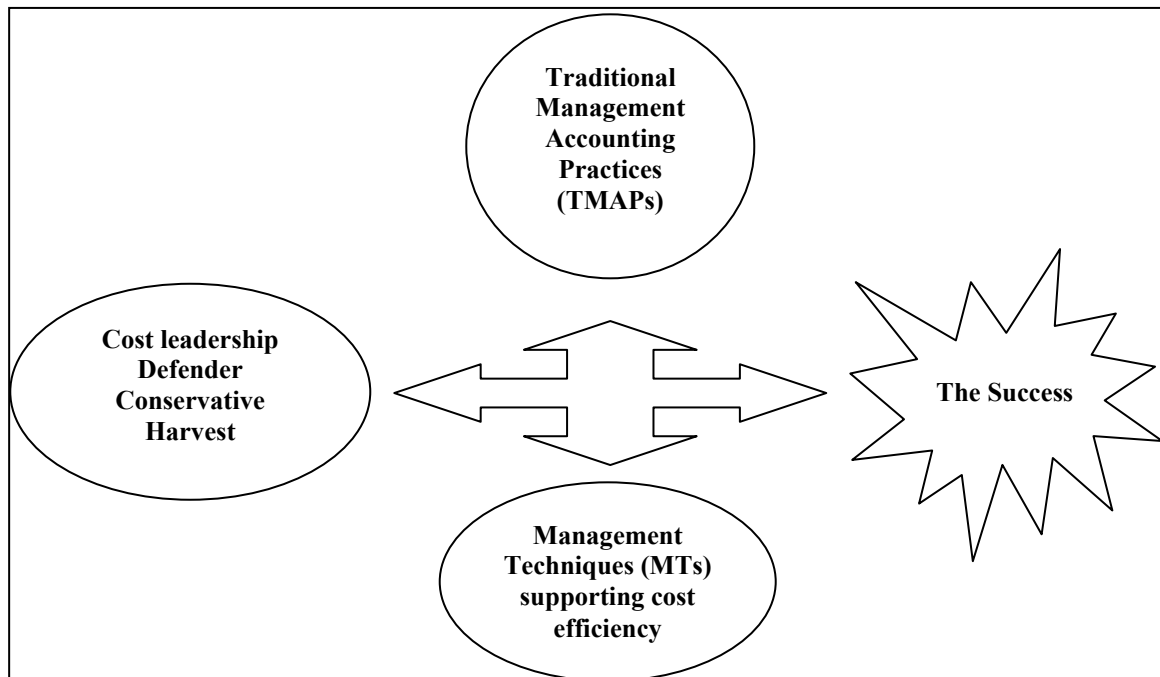 Traditional
Management
Accounting
Practices
(TMAPs)
Cost leadership
Defender
Conservative
Harvest
The Success
Management
Techniques (MTs)
supporting cost
efficiency